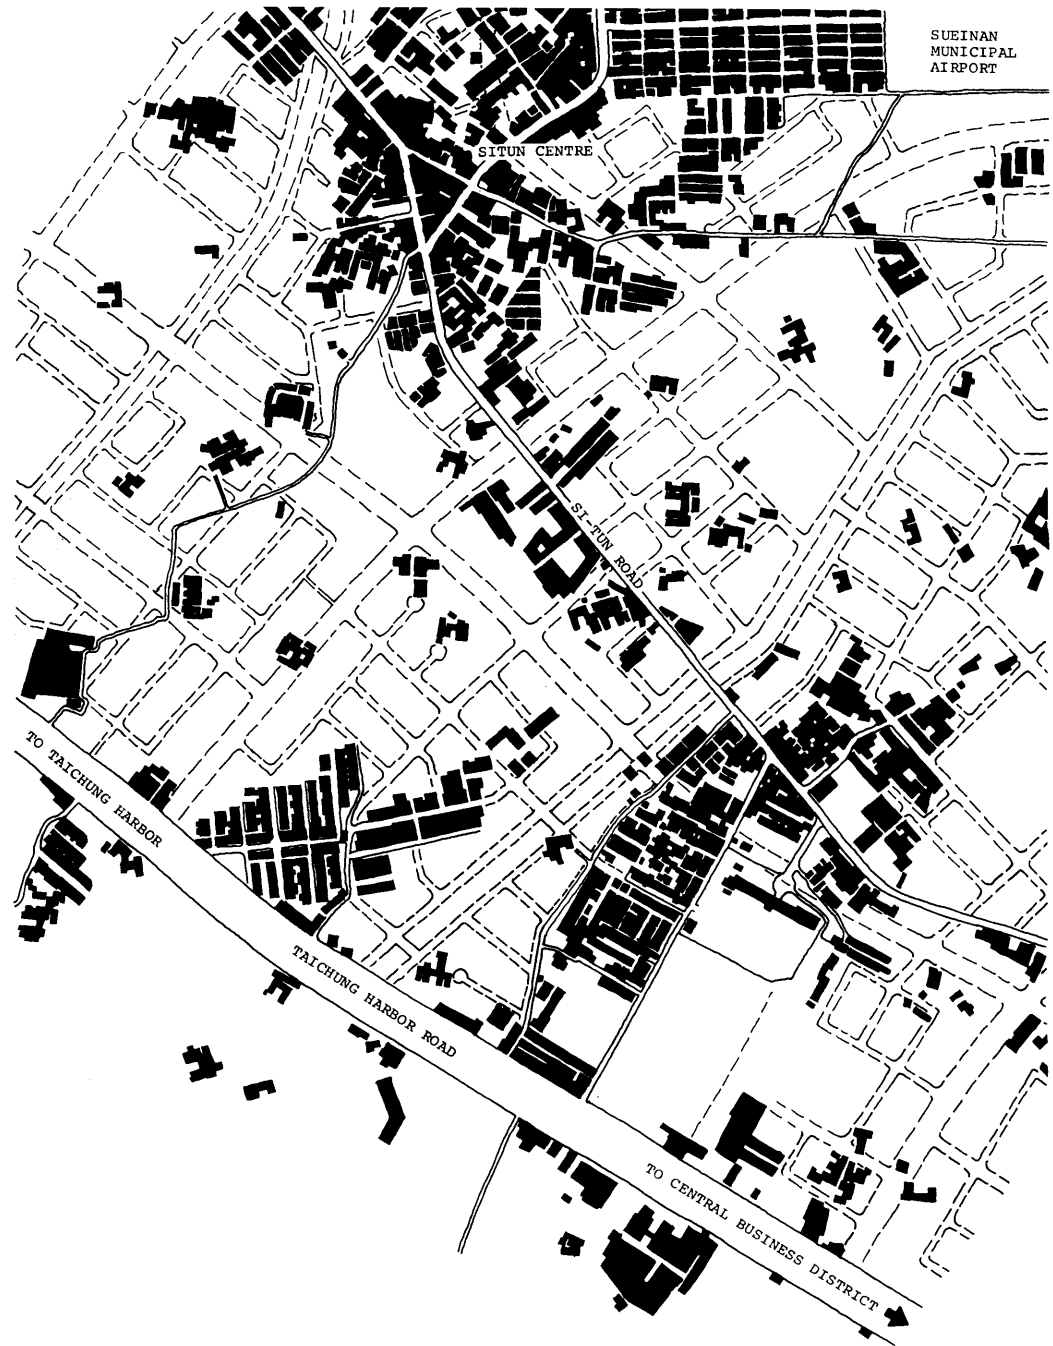 SUEINAN
MUNICIPAL
AIRPORT
SITUN CENTRE
SI-TUN ROAD
TO TAICHUNG HARBOR
TAICHUNG HARBOR ROAD
TO CENTRAL BUSINESS DISTRICT